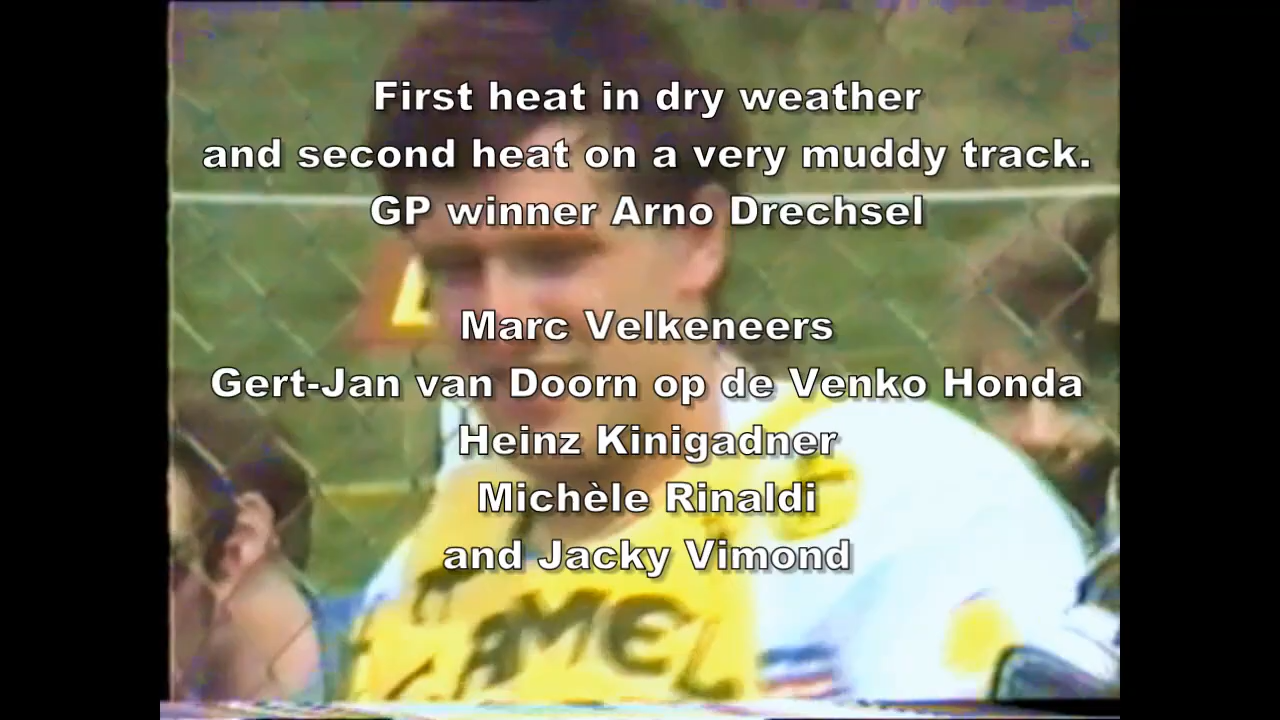 First heat in dry weather
and second heat on a very muddy track.
GP winner Arno Drechsel
Marc Velkeneers
Gert-Jan van Doorn op de Venko Honda
Heinz Kinigadner
Michèle Rinaldi
and Jacky Vimond
CAMEL